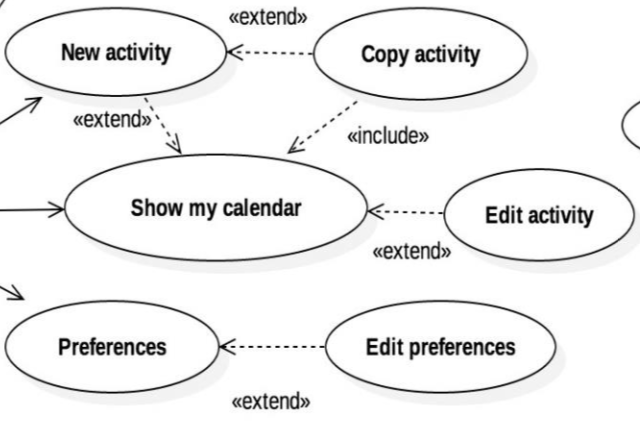 «extend»
New activity
Copy activity
«extend»
«include»
Show my calendar
Edit activity
«extend»
Preferences
Edit preferences
«extend»